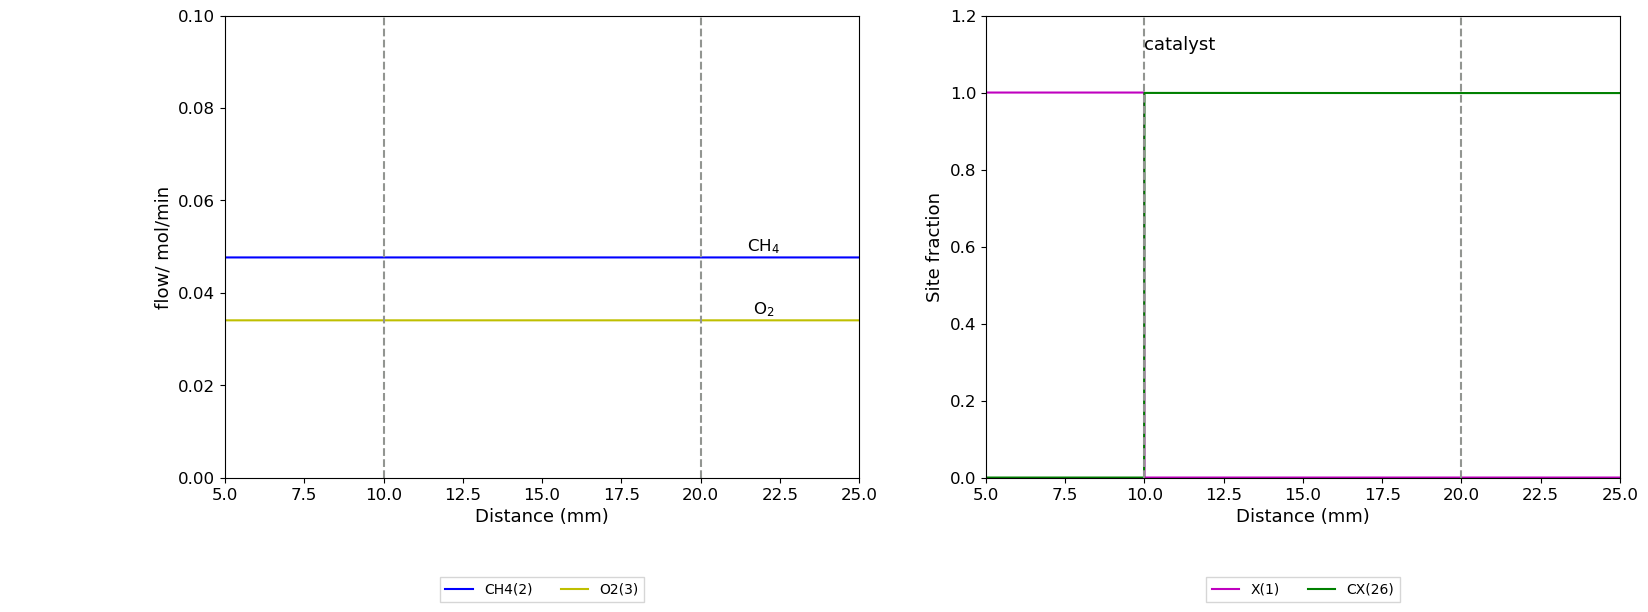 0.10
0.08
0.06
0.04
0.02
0.00
flow/ mol/min
CH4
O2
5.0 7.5 10.0 12.5 15.0 17.5 20.0 22.5 25.0
Distance (mm)
CH4(2) O2(3)
1.2
1.0
0.8
0.6
0.4
0.2
0.0
Site fraction
catalyst
5.0 7.5 10.0 12.5 15.0 17.5 20.0 22.5 25.0
Distance (mm)
X(1) CX(26)